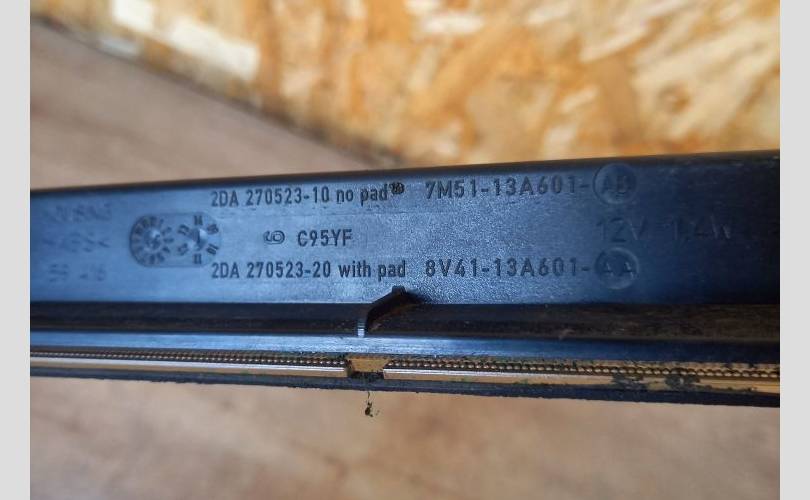 2DA 270523-10 no pad 7M51-13A601-AB
C95YF 12V 1.4W
2DA 270523-20 with pad 8V41-13A601-AA